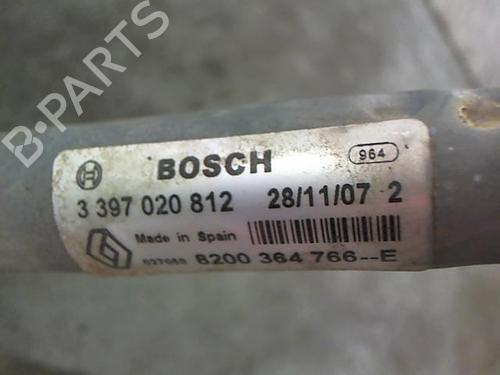 B-PARTS
BOSCH
964
3 397 020 812 28/11/07 2
Made in Spain
8200 364 766--E